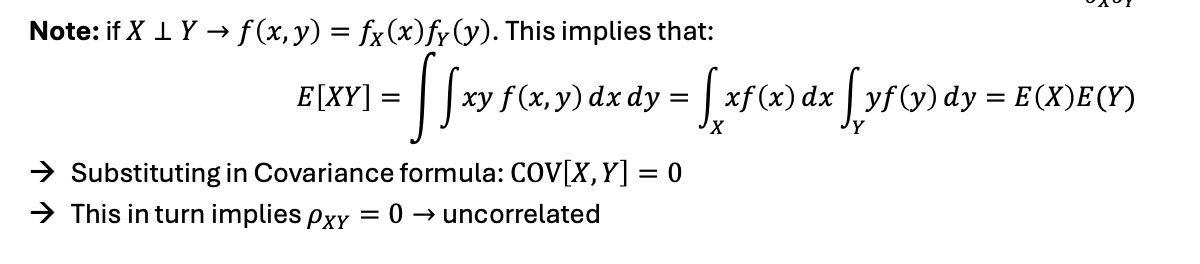 Note: if X ⊥ Y → f(x, y) = f_X(x)f_Y(y). This implies that:
E[XY] = ∫∫ xy f(x, y) dx dy = ∫_X xf(x) dx ∫_Y yf(y) dy = E(X)E(Y)
→ Substituting in Covariance formula: COV[X, Y] = 0
→ This in turn implies ρ_XY = 0 → uncorrelated